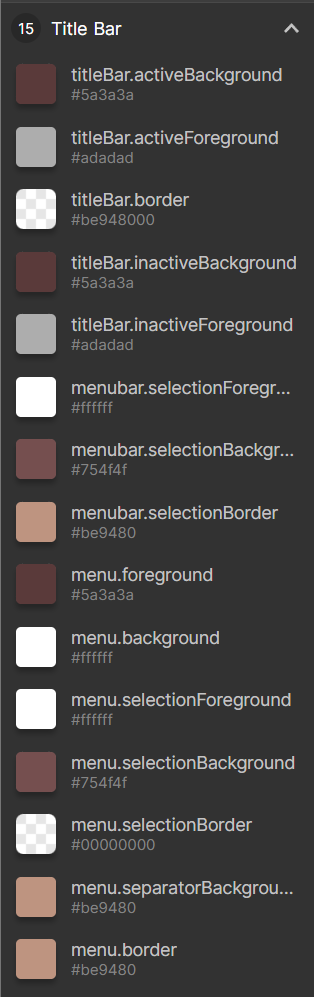 15 Title Bar
titleBar.activeBackground
#5a3a3a
titleBar.activeForeground
#adadad
titleBar.border
#be948000
titleBar.inactiveBackground
#5a3a3a
titleBar.inactiveForeground
#adadad
menubar.selectionForegr...
#ffffff
menubar.selectionBackgr...
#754f4f
menubar.selectionBorder
#be9480
menu.foreground
#5a3a3a
menu.background
#ffffff
menu.selectionForeground
#ffffff
menu.selectionBackground
#754f4f
menu.selectionBorder
#00000000
menu.separatorBackgrou...
#be9480
menu.border
#be9480